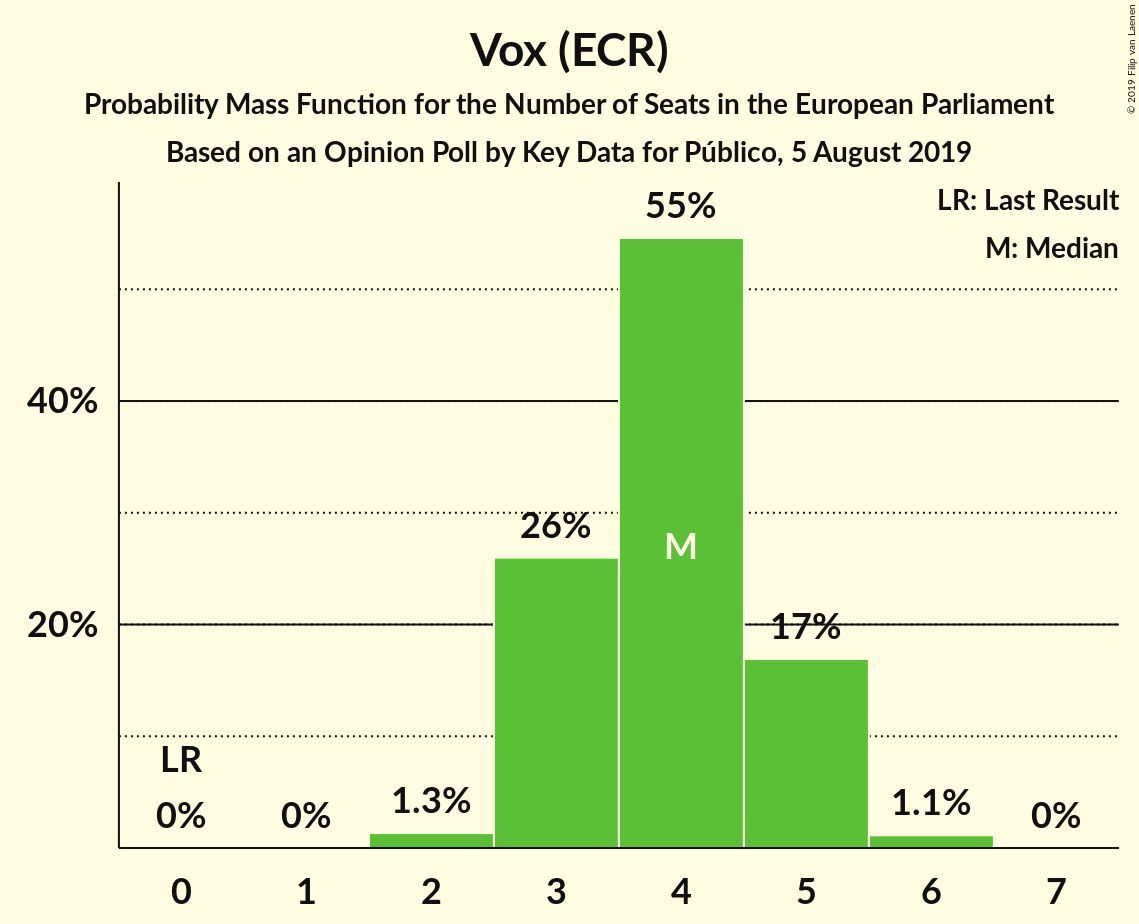 Vox (ECR)
Probability Mass Function for the Number of Seats in the European Parliament
Based on an Opinion Poll by Key Data for Público, 5 August 2019
© 2019 Filip van Laenen
LR: Last Result
M: Median
55%
40%
26%
M
20%
17%
LR
0%
0%
1.3%
1.1%
0%
0 1 2 3 4 5 6 7